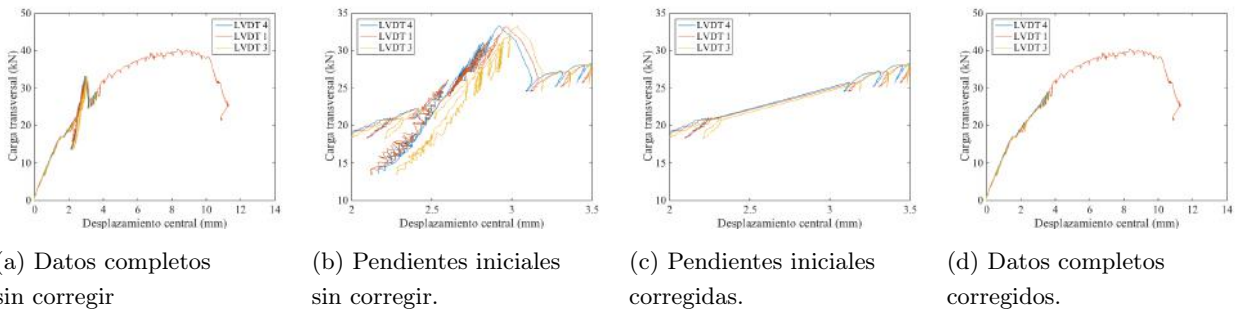 50
40
30
20
10
0
Carga transversal (kN)
0 2 4 6 8 10 12 14
Desplazamiento central (mm)
LVDT 4
LVDT 1
LVDT 3
35
30
25
20
15
10
Carga transversal (kN)
2 2.5 3 3.5
Desplazamiento central (mm)
LVDT 4
LVDT 1
LVDT 3
35
30
25
20
15
10
Carga transversal (kN)
2 2.5 3 3.5
Desplazamiento central (mm)
LVDT 4
LVDT 1
LVDT 3
50
40
30
20
10
0
Carga transversal (kN)
0 2 4 6 8 10 12 14
Desplazamiento central (mm)
LVDT 4
LVDT 1
LVDT 3
(a) Datos completos
sin corregir
(b) Pendientes iniciales
sin corregir.
(c) Pendientes iniciales
corregidas.
(d) Datos completos
corregidos.